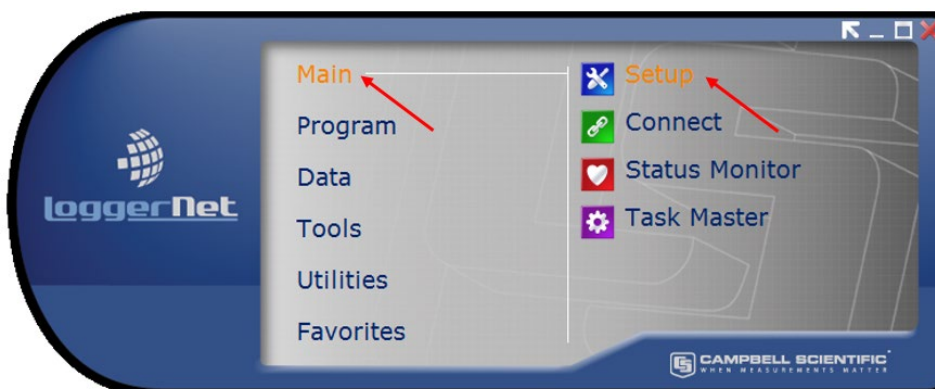 LoggerNet
Main
Program
Data
Tools
Utilities
Favorites
Setup
Connect
Status Monitor
Task Master
CAMPBELL SCIENTIFIC
WHEN MEASUREMENTS MATTER